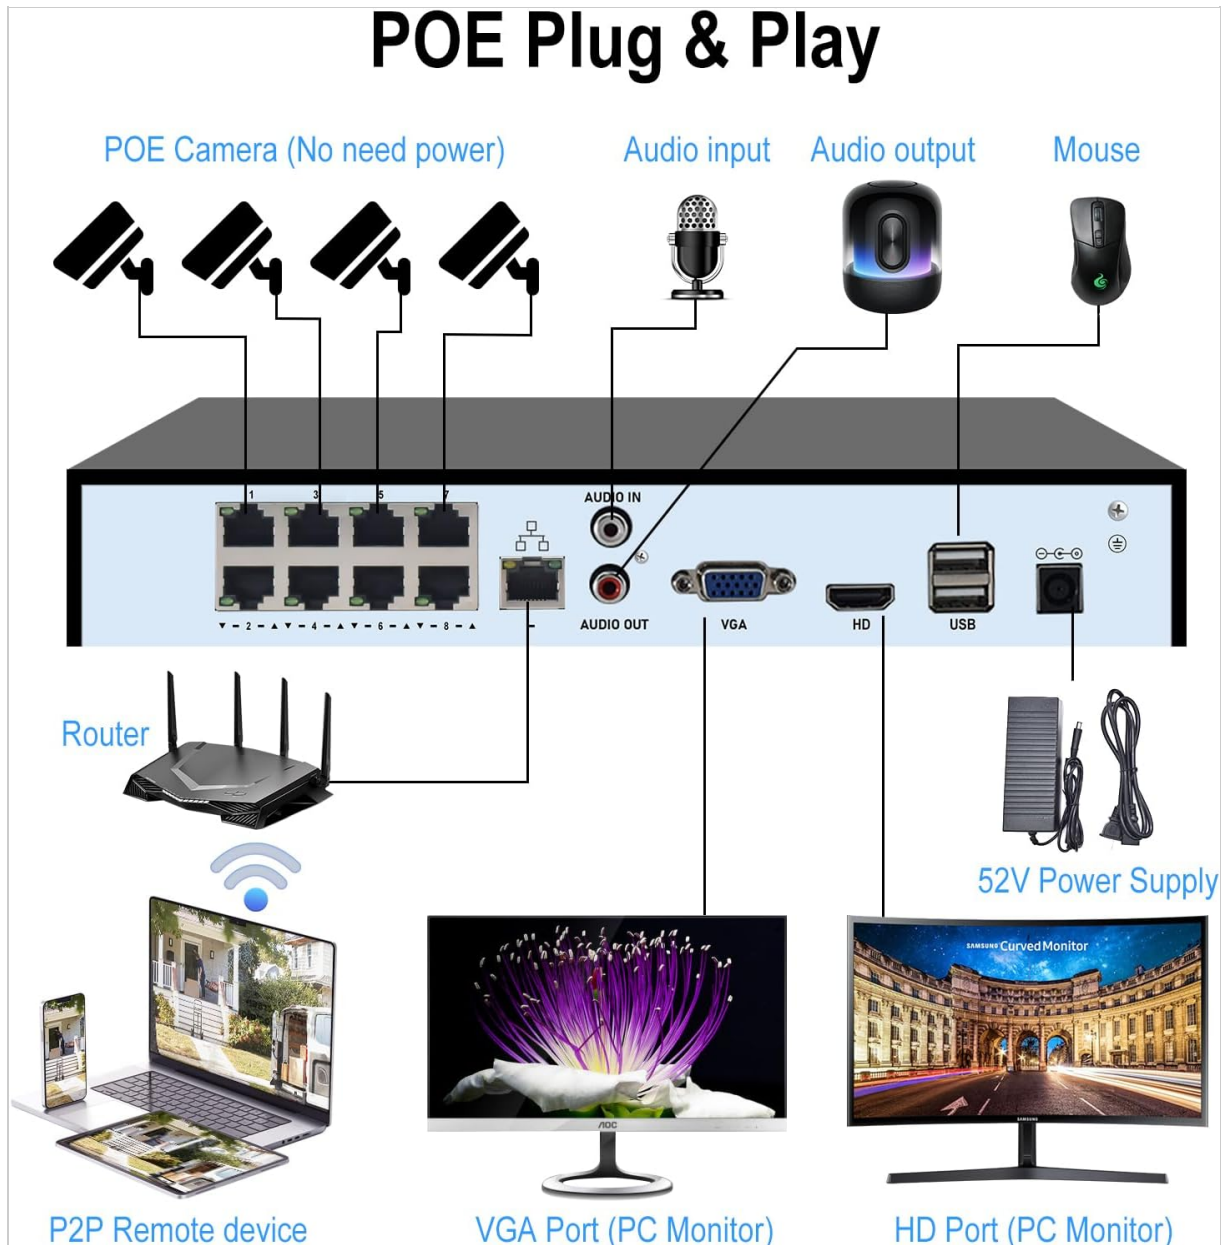 POE Plug & Play
POE Camera (No need power)
Audio input
Audio output
Mouse
1 3 5 7
AUDIO IN
▼ - 2 - ▲ ▼ - 4 - ▲ ▼ - 6 - ▲ ▼ - 8 - ▲
AUDIO OUT
VGA
HD
USB
Router
52V Power Supply
SAMSUNG Curved Monitor
SAMSUNG
AOC
P2P Remote device
VGA Port (PC Monitor)
HD Port (PC Monitor)